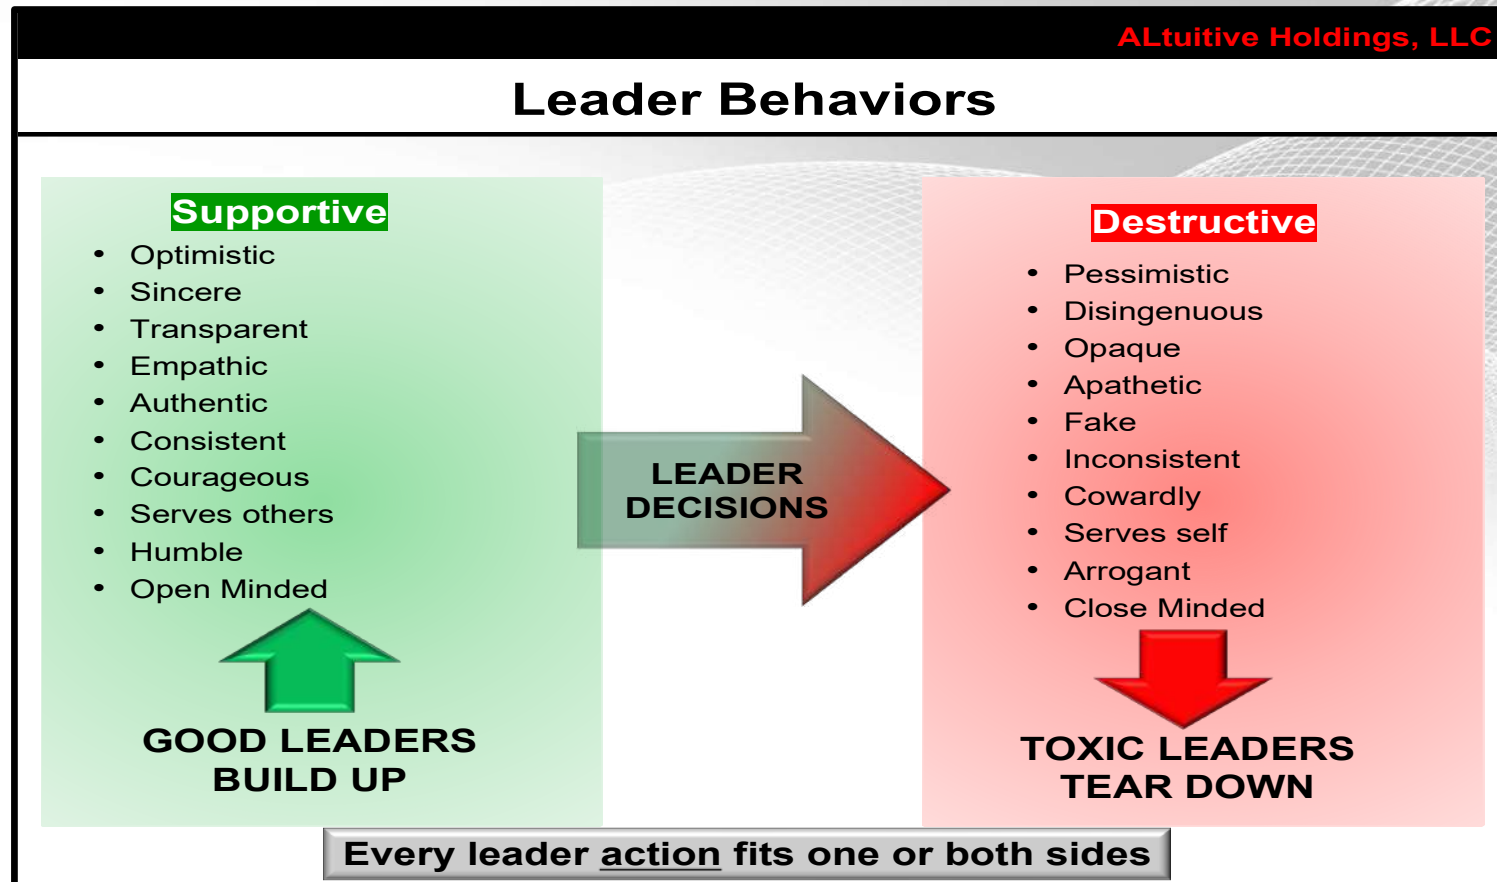 ALtuitive Holdings, LLC
Leader Behaviors
Supportive
• Optimistic
• Sincere
• Transparent
• Empathic
• Authentic
• Consistent
• Courageous
• Serves others
• Humble
• Open Minded
GOOD LEADERS
BUILD UP
LEADER
DECISIONS
Destructive
• Pessimistic
• Disingenuous
• Opaque
• Apathetic
• Fake
• Inconsistent
• Cowardly
• Serves self
• Arrogant
• Close Minded
TOXIC LEADERS
TEAR DOWN
Every leader action fits one or both sides